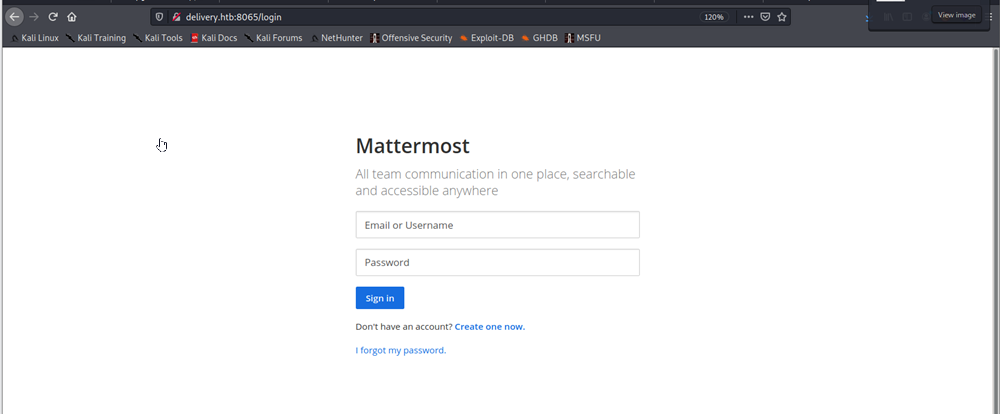 delivery.htb:8065/login
120%
View image
Kali Linux Kali Training Kali Tools Kali Docs Kali Forums NetHunter Offensive Security Exploit-DB GHDB MSFU
Mattermost
All team communication in one place, searchable
and accessible anywhere
Email or Username
Password
Sign in
Don't have an account? Create one now.
I forgot my password.